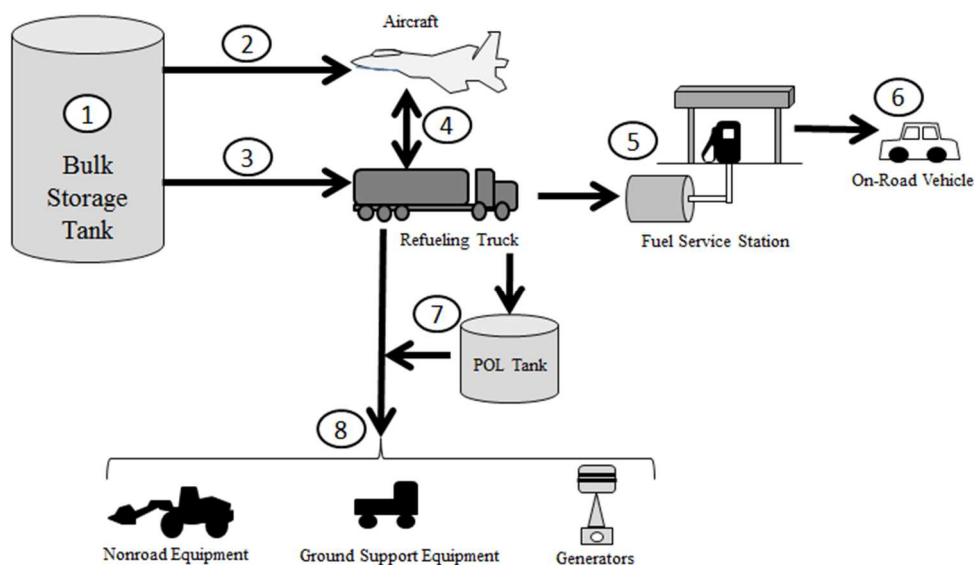 Aircraft
2
1
Bulk
Storage
Tank
3
4
5
6
On-Road Vehicle
Refueling Truck
Fuel Service Station
7
POL Tank
8
Nonroad Equipment
Ground Support Equipment
Generators